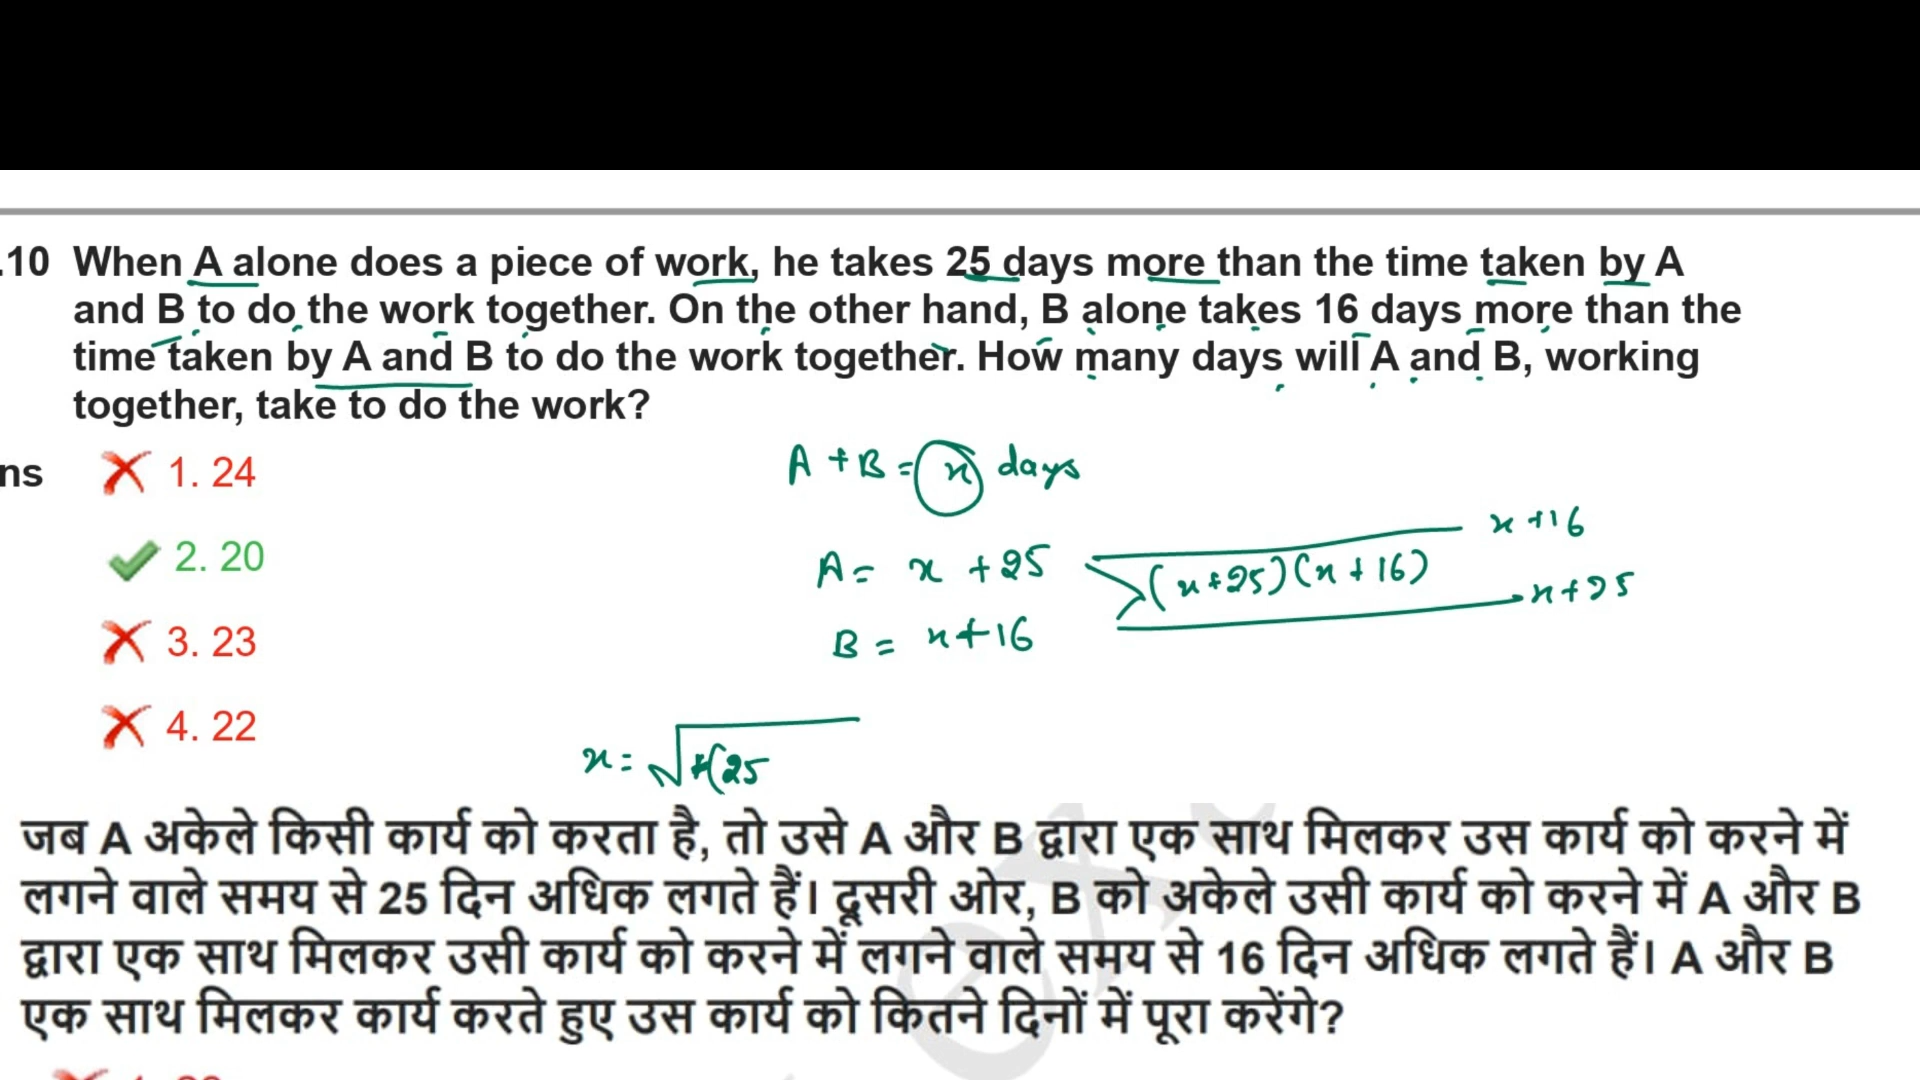 .10 When A alone does a piece of work, he takes 25 days more than the time taken by A
and B to do the work together. On the other hand, B alone takes 16 days more than the
time taken by A and B to do the work together. How many days will A and B, working
together, take to do the work?
ns
1. 24
2. 20
3. 23
4. 22
A + B = x days
A = x + 25
B = x + 16
(x + 25) (x + 16)
x + 16
x + 25
x = √(25
जब A अकेले किसी कार्य को करता है, तो उसे A और B द्वारा एक साथ मिलकर उस कार्य को करने में
लगने वाले समय से 25 दिन अधिक लगते हैं। दूसरी ओर, B को अकेले उसी कार्य को करने में A और B
द्वारा एक साथ मिलकर उसी कार्य को करने में लगने वाले समय से 16 दिन अधिक लगते हैं। A और B
एक साथ मिलकर कार्य करते हुए उस कार्य को कितने दिनों में पूरा करेंगे?